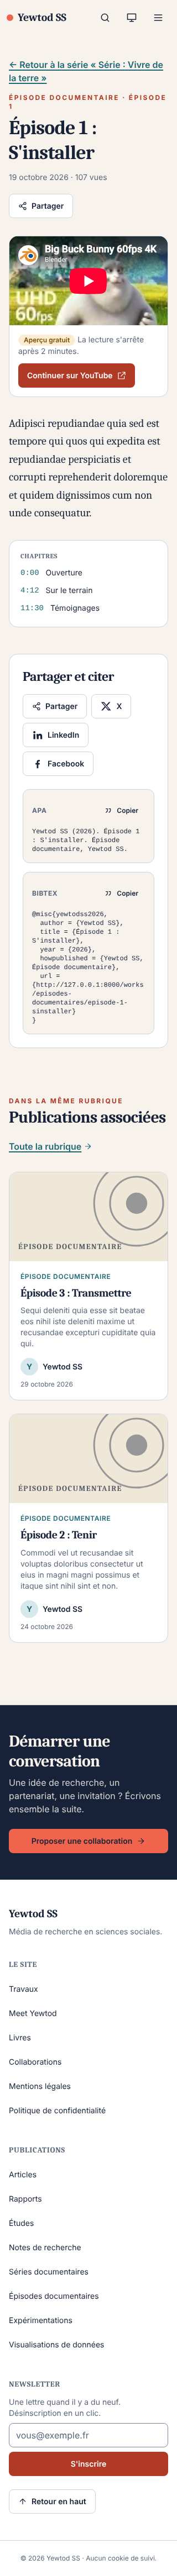 Yewtod SS
← Retour à la série « Série : Vivre de
la terre »
ÉPISODE DOCUMENTAIRE · ÉPISODE
1
Épisode 1 :
S'installer
19 octobre 2026 · 107 vues
Partager
Big Buck Bunny 60fps 4K
Blender
UHD
60FPS
Aperçu gratuit La lecture s'arrête
après 2 minutes.
Continuer sur YouTube
Adipisci repudiandae quia sed est
tempore qui quos qui expedita est
repudiandae perspiciatis et
corrupti reprehenderit doloremque
et quidem dignissimos cum non
unde consequatur.
CHAPITRES
0:00 Ouverture
4:12 Sur le terrain
11:30 Témoignages
Partager et citer
Partager
X
LinkedIn
Facebook
APA
Copier
Yewtod SS (2026). Épisode 1
: S'installer. Épisode
documentaire, Yewtod SS.
BIBTEX
Copier
@misc{yewtodss2026,
author = {Yewtod SS},
title = {Épisode 1 :
S'installer},
year = {2026},
howpublished = {Yewtod SS,
Épisode documentaire},
url =
{http://127.0.0.1:8000/works
/episodes-
documentaires/episode-1-
sinstaller}
}
DANS LA MÊME RUBRIQUE
Publications associées
Toute la rubrique →
ÉPISODE DOCUMENTAIRE
ÉPISODE DOCUMENTAIRE
Épisode 3 : Transmettre
Sequi deleniti quia esse sit beatae
eos nihil iste deleniti maxime ut
recusandae excepturi cupiditate quia
qui.
Y Yewtod SS
29 octobre 2026
ÉPISODE DOCUMENTAIRE
ÉPISODE DOCUMENTAIRE
Épisode 2 : Tenir
Commodi vel ut recusandae sit
voluptas doloribus consectetur et
eius in magni possimus et pariatur
sint nihil sint et non.
Y Yewtod SS
24 octobre 2026
Démarrer une
conversation
Une idée de recherche, un
partenariat, une invitation ? Écrivons
ensemble la suite.
Proposer une collaboration →
Yewtod SS
Média de recherche en sciences sociales.
LE SITE
Travaux
Meet Yewtod
Livres
Collaborations
Mentions légales
Politique de confidentialité
PUBLICATIONS
Articles
Rapports
Études
Notes de recherche
Séries documentaires
Épisodes documentaires
Expérimentations
Visualisations de données
NEWSLETTER
Une lettre quand il y a du neuf.
Désinscription en un clic.
vous@exemple.fr
S'inscrire
↑ Retour en haut
© 2026 Yewtod SS · Aucun cookie de suivi.